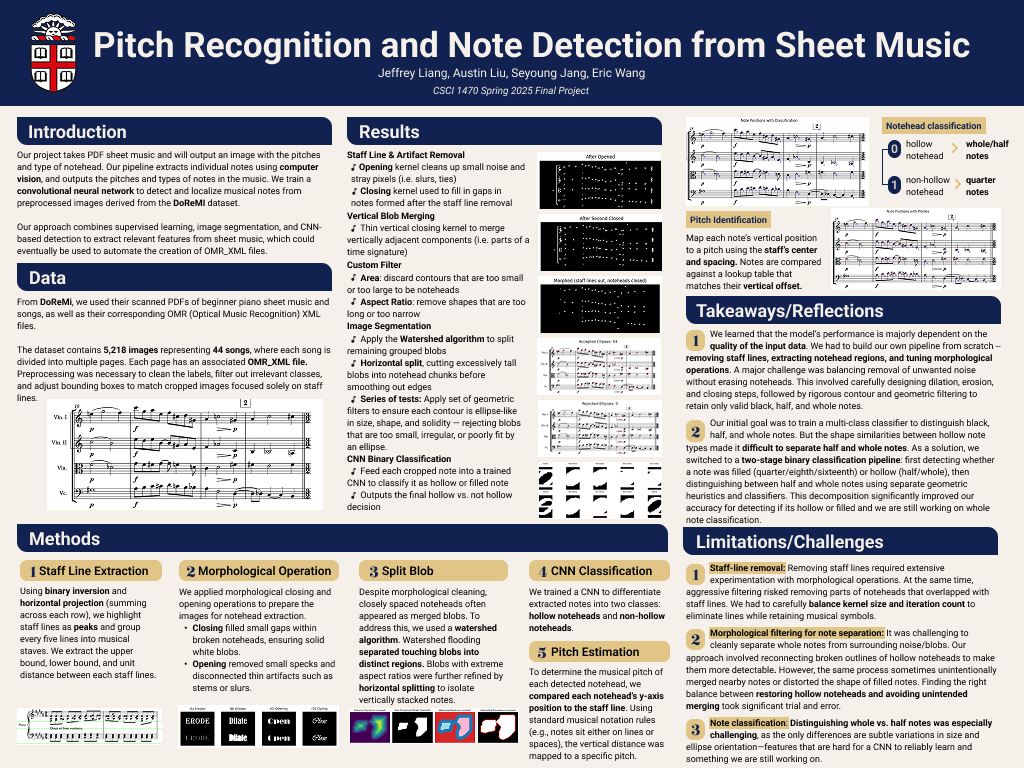 Pitch Recognition and Note Detection from Sheet Music
Jeffrey Liang, Austin Liu, Seyoung Jang, Eric Wang
CSCI 1470 Spring 2025 Final Project
Introduction
Our project takes PDF sheet music and will output an image with the pitches
and type of notehead. Our pipeline extracts individual notes using computer
vision, and outputs the pitches and types of notes in the music. We train a
convolutional neural network to detect and localize musical notes from
preprocessed images derived from the DoReMI dataset.
Our approach combines supervised learning, image segmentation, and CNN-
based detection to extract relevant features from sheet music, which could
eventually be used to automate the creation of OMR_XML files.
Data
From DoReMi, we used their scanned PDFs of beginner piano sheet music and
songs, as well as their corresponding OMR (Optical Music Recognition) XML
files.
The dataset contains 5,218 images representing 44 songs, where each song is
divided into multiple pages. Each page has an associated OMR_XML file.
Preprocessing was necessary to clean the labels, filter out irrelevant classes,
and adjust bounding boxes to match cropped images focused solely on staff
lines.
19
2
Vln. I
Vln. II
Vla.
Vc.
Results
Staff Line & Artifact Removal
Opening kernel cleans up small noise and
stray pixels (i.e. slurs, ties)
Closing kernel used to fill in gaps in
notes formed after the staff line removal
Vertical Blob Merging
Thin vertical closing kernel to merge
vertically adjacent components (i.e. parts of a
time signature)
Custom Filter
Area: discard contours that are too small
or too large to be noteheads
Aspect Ratio: remove shapes that are too
long or too narrow
Image Segmentation
Apply the Watershed algorithm to split
remaining grouped blobs
Horizontal split, cutting excessively tall
blobs into notehead chunks before
smoothing out edges
Series of tests: Apply set of geometric
filters to ensure each contour is ellipse-like
in size, shape, and solidity — rejecting blobs
that are too small, irregular, or poorly fit by
an ellipse.
CNN Binary Classification
Feed each cropped note into a trained
CNN to classify it as hollow or filled note
Outputs the final hollow vs. not hollow
decision
After Opened
After Second Closed
Morphed (staff lines out, noteheads closed)
Accepted Ellipses: 64
Note Positions with Classification
Notehead classification
0 hollow notehead
whole/half notes
1 non-hollow notehead
quarter notes
Pitch Identification
Map each note's vertical position
to a pitch using the staff's center
and spacing. Notes are compared
against a lookup table that
matches their vertical offset.
Note Positions with Pitches
Takeaways/Reflections
1 We learned that the model's performance is majorly dependent on the
quality of the input data. We had to build our own pipeline from scratch --
removing staff lines, extracting notehead regions, and tuning morphological
operations. A major challenge was balancing removal of unwanted noise
without erasing noteheads. This involved carefully designing dilation, erosion,
and closing steps, followed by rigorous contour and geometric filtering to
retain only valid black, half, and whole notes.
2 Our initial goal was to train a multi-class classifier to distinguish black,
half, and whole notes. But the shape similarities between hollow note
types made it difficult to separate half and whole notes. As a solution, we
switched to a two-stage binary classification pipeline: first detecting whether
a note was filled (quarter/eighth/sixteenth) or hollow (half/whole), then
distinguishing between half and whole notes using separate geometric
heuristics and classifiers. This decomposition significantly improved our
accuracy for detecting if its hollow or filled and we are still working on whole
note classification.
Methods
1 Staff Line Extraction
Using binary inversion and
horizontal projection (summing
across each row), we highlight
staff lines as peaks and group
every five lines into musical
staves. We extract the upper
bound, lower bound, and unit
distance between each staff lines.
2 Morphological Operation
We applied morphological closing and
opening operations to prepare the
images for notehead extraction.
• Closing filled small gaps within
broken noteheads, ensuring solid
white blobs.
• Opening removed small specks and
disconnected thin artifacts such as
stems or slurs.
ERODE
Dilate
Open
Close
3 Split Blob
Despite morphological cleaning,
closely spaced noteheads often
appeared as merged blobs. To
address this, we used a watershed
algorithm. Watershed flooding
separated touching blobs into
distinct regions. Blobs with extreme
aspect ratios were further refined by
horizontal splitting to isolate
vertically stacked notes.
4 CNN Classification
We trained a CNN to differentiate
extracted notes into two classes:
hollow noteheads and non-hollow
noteheads.
5 Pitch Estimation
To determine the musical pitch of
each detected notehead, we
compared each notehead's y-axis
position to the staff line. Using
standard musical notation rules
(e.g., notes sit either on lines or
spaces), the vertical distance was
mapped to a specific pitch.
Limitations/Challenges
1 Staff-line removal: Removing staff lines required extensive
experimentation with morphological operations. At the same time,
aggressive filtering risked removing parts of noteheads that overlapped with
staff lines. We had to carefully balance kernel size and iteration count to
eliminate lines while retaining musical symbols.
2 Morphological filtering for note separation: It was challenging to
cleanly separate whole notes from surrounding noise/blobs. Our
approach involved reconnecting broken outlines of hollow noteheads to make
them more detectable. However, the same process sometimes unintentionally
merged nearby notes or distorted the shape of filled notes. Finding the right
balance between restoring hollow noteheads and avoiding unintended
merging took significant trial and error.
3 Note classification: Distinguishing whole vs. half notes was especially
challenging, as the only differences are subtle variations in size and
ellipse orientation—features that are hard for a CNN to reliably learn and
something we are still working on.